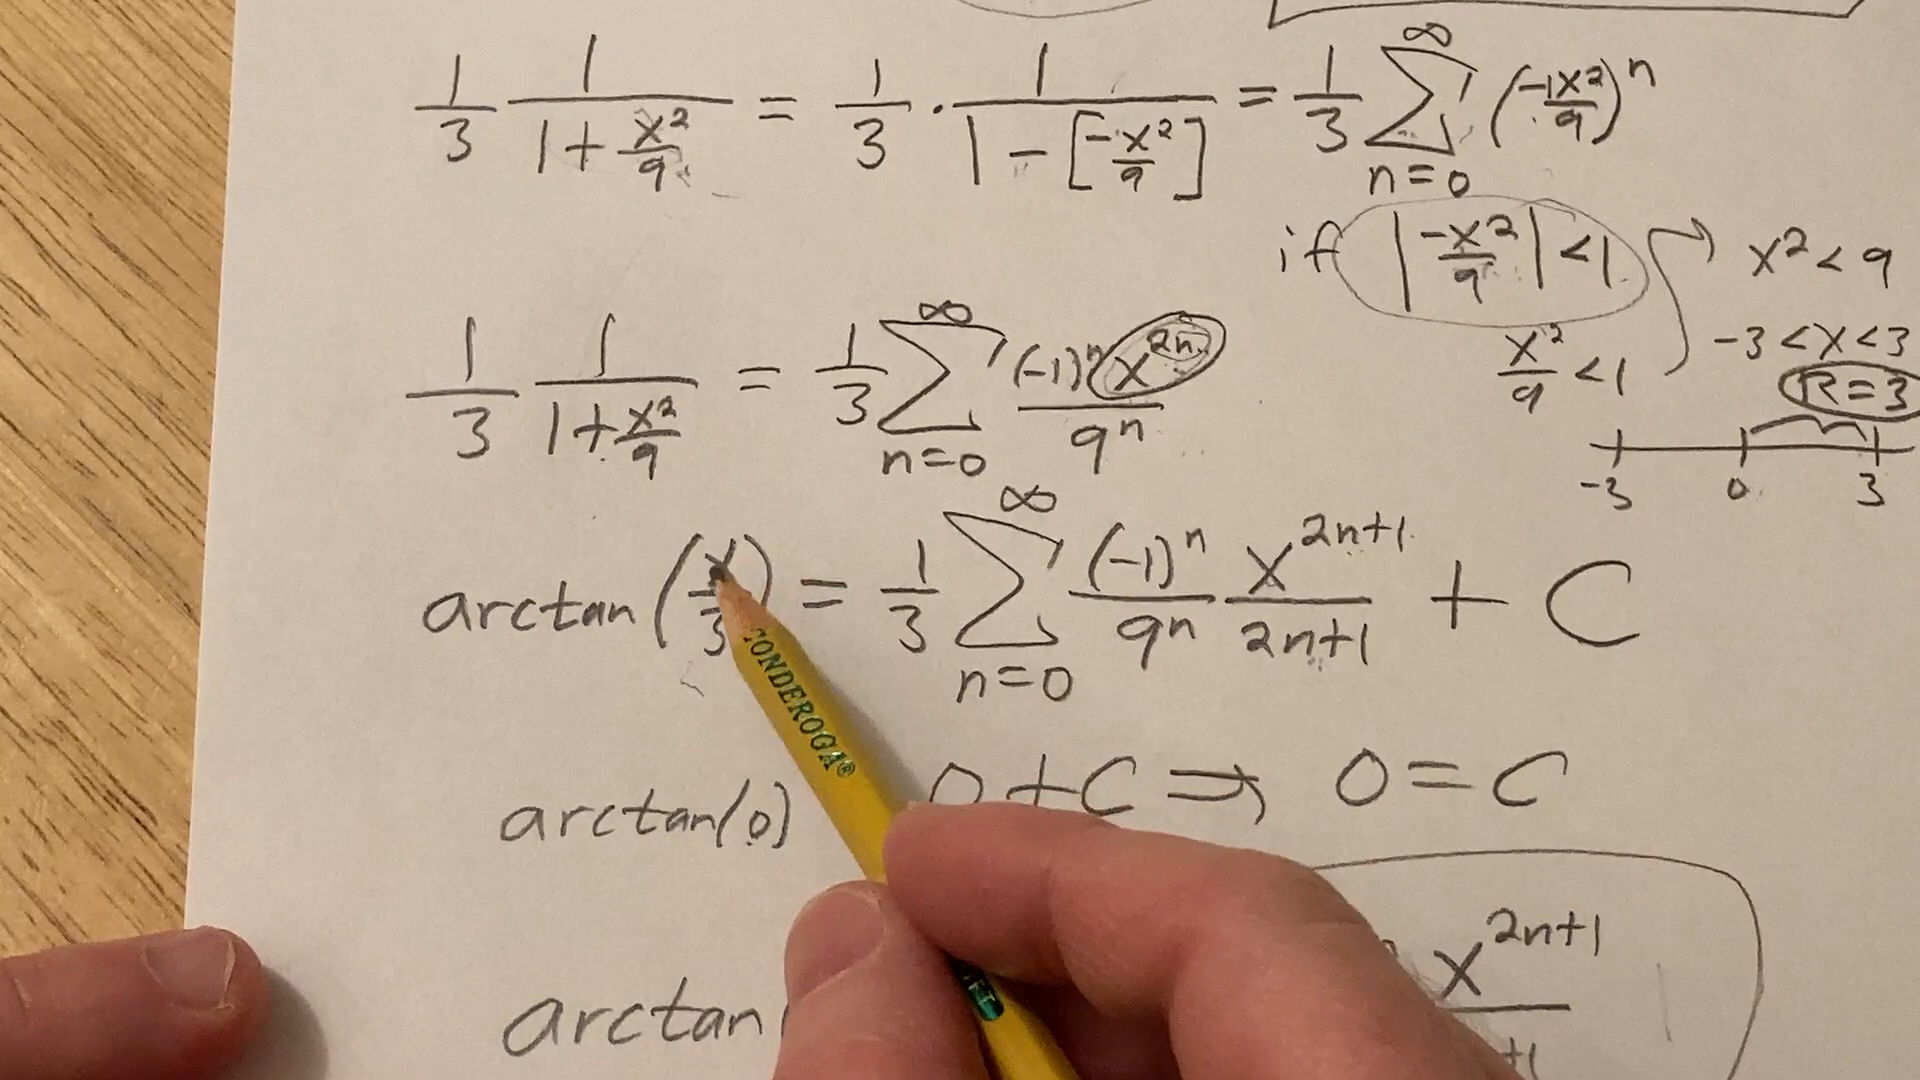 1/3 1/(1+x²/9) = 1/3 · 1/(1-[-x²/9]) = 1/3 ∞∑n=0 (-1x²/9)ⁿ
if |-x²/9| < 1 x² < 9
x²/9 < 1 -3 < x < 3
R=3
-3 0 3
1/3 1/(1+x²/9) = 1/3 ∞∑n=0 (-1)ⁿ x²ⁿ/9ⁿ
arctan(x/3) = 1/3 ∞∑n=0 (-1)ⁿ/9ⁿ x²ⁿ⁺¹/2n+1 + C
TONDEROGA®
arctan(0) 0+C ⇒ 0=C
arctan( x²ⁿ⁺¹/+1